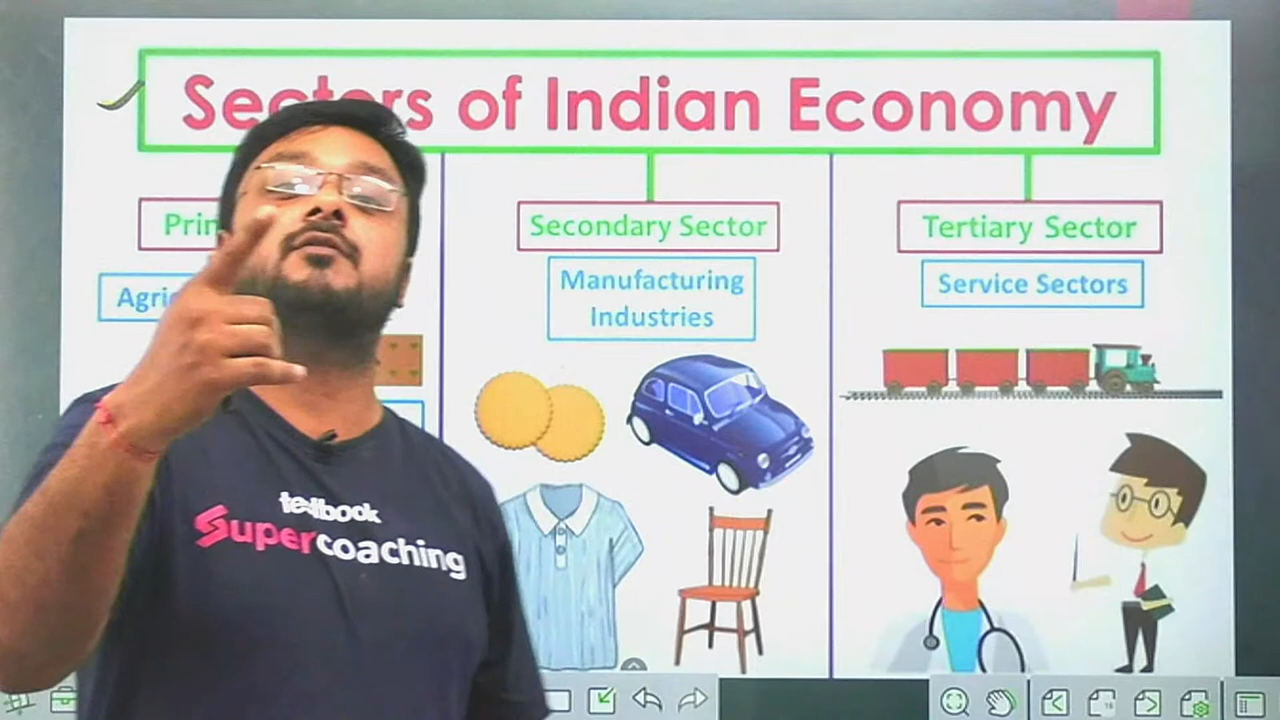 Sectors of Indian Economy
Secondary Sector
Tertiary Sector
Manufacturing
Industries
Service Sectors
testbook
Supercoaching